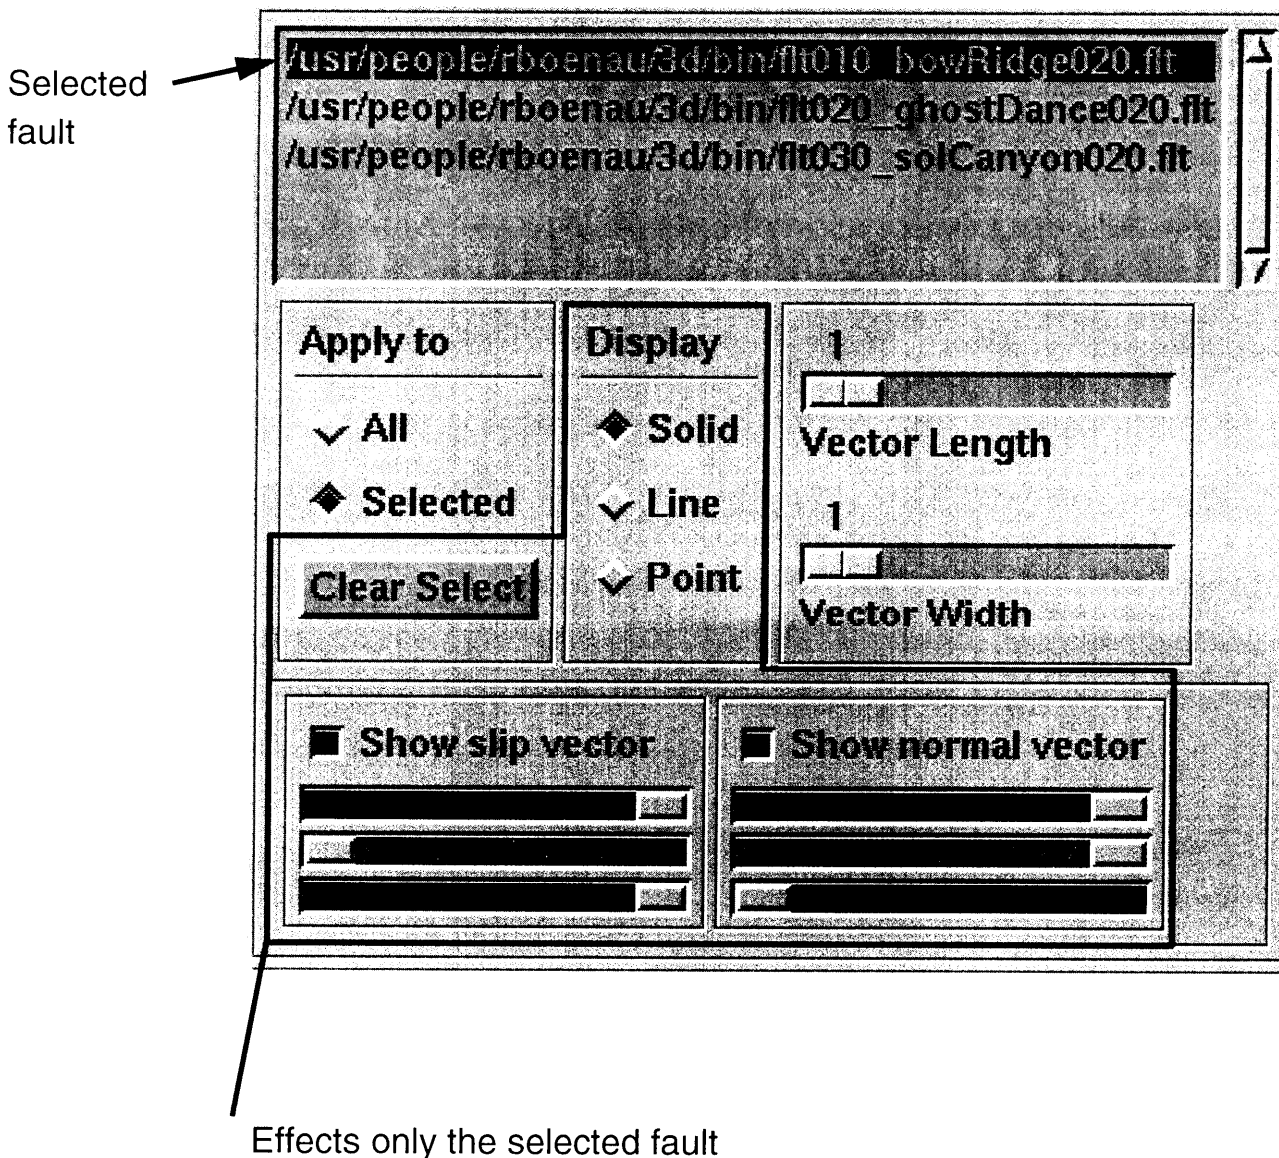 Selected
fault
/usr/people/rboenau/3d/bin/flt010_bowRidge020.flt
/usr/people/rboenau/3d/bin/flt020_ghostDance020.flt
/usr/people/rboenau/3d/bin/flt030_solCanyon020.flt
Apply to
All
Selected
Clear Select
Display
Solid
Line
Point
1
Vector Length
1
Vector Width
Show slip vector
Show normal vector
Effects only the selected fault